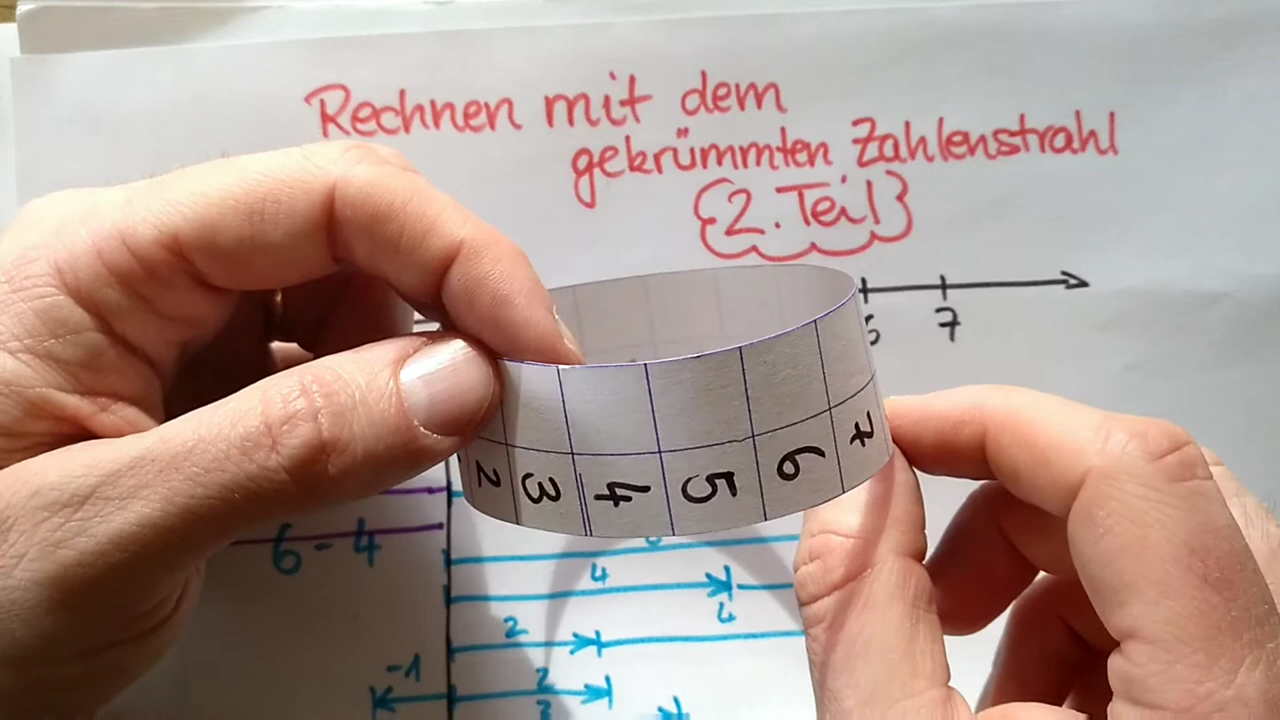 Rechnen mit dem
gekrümmten Zahlenstrahl
{2. Teil}
6 7
2 3 4 5 6 7
6-4
4
2
-1 2